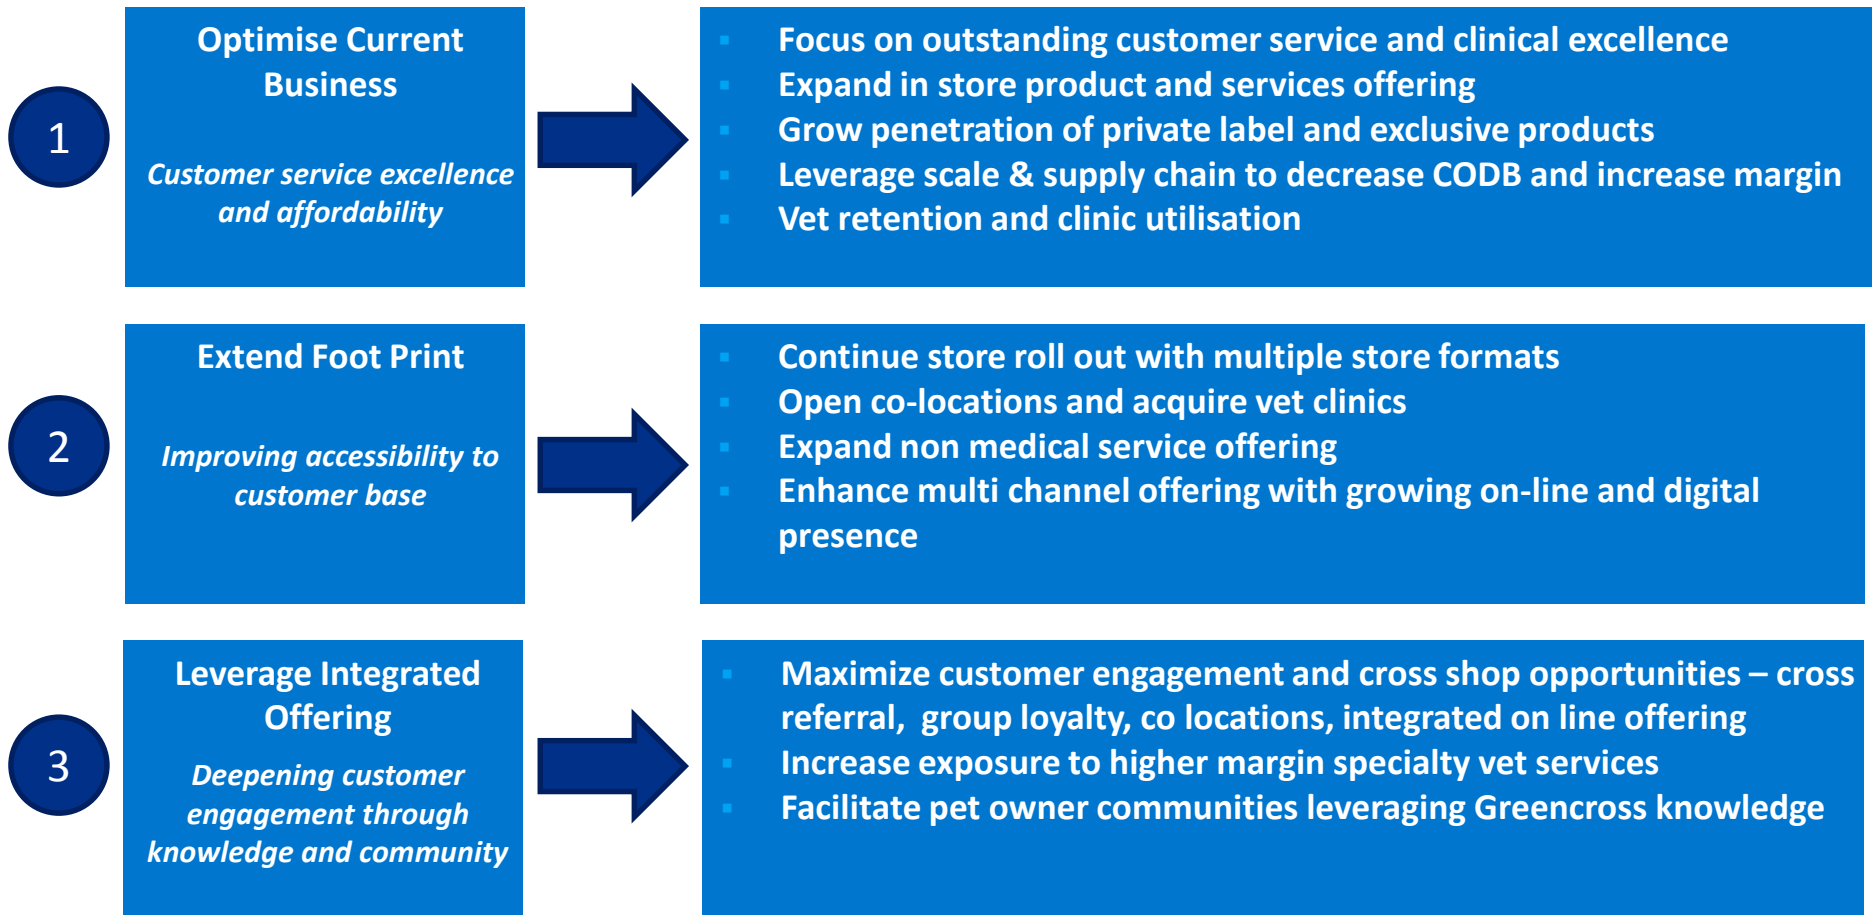 1
Optimise Current
Business
Customer service excellence
and affordability
Focus on outstanding customer service and clinical excellence
Expand in store product and services offering
Grow penetration of private label and exclusive products
Leverage scale & supply chain to decrease CODB and increase margin
Vet retention and clinic utilisation
2
Extend Foot Print
Improving accessibility to
customer base
Continue store roll out with multiple store formats
Open co-locations and acquire vet clinics
Expand non medical service offering
Enhance multi channel offering with growing on-line and digital
presence
3
Leverage Integrated
Offering
Deepening customer
engagement through
knowledge and community
Maximize customer engagement and cross shop opportunities – cross
referral, group loyalty, co locations, integrated on line offering
Increase exposure to higher margin specialty vet services
Facilitate pet owner communities leveraging Greencross knowledge